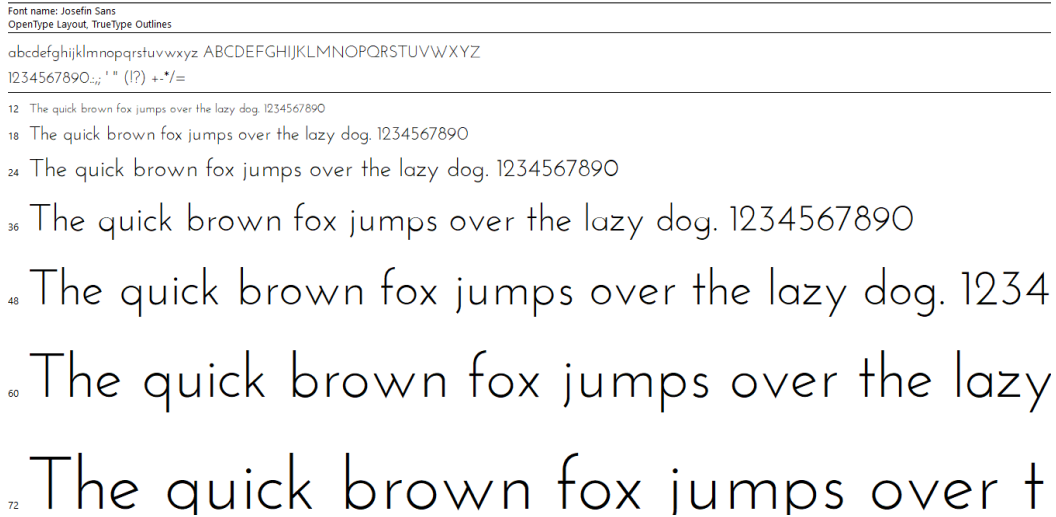 Font name: Josefin Sans
OpenType Layout, TrueType Outlines
abcdefghijklmnopqrstuvwxyz ABCDEFGHIJKLMNOPQRSTUVWXYZ
1234567890.:,; ' " (!?) +-*/=
12 The quick brown fox jumps over the lazy dog. 1234567890
18 The quick brown fox jumps over the lazy dog. 1234567890
24 The quick brown fox jumps over the lazy dog. 1234567890
36 The quick brown fox jumps over the lazy dog. 1234567890
48 The quick brown fox jumps over the lazy dog. 1234
60 The quick brown fox jumps over the lazy
72 The quick brown fox jumps over t